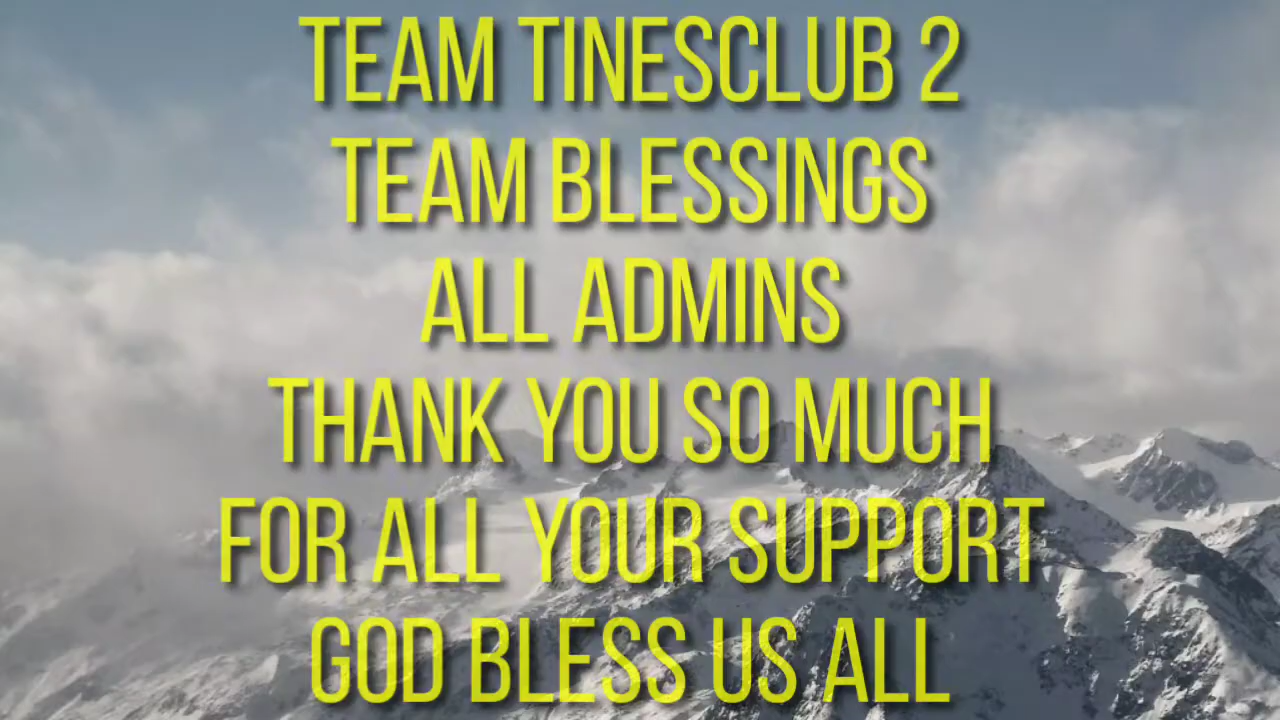 TEAM TINESCLUB 2
TEAM BLESSINGS
ALL ADMINS
THANK YOU SO MUCH
FOR ALL YOUR SUPPORT
GOD BLESS US ALL